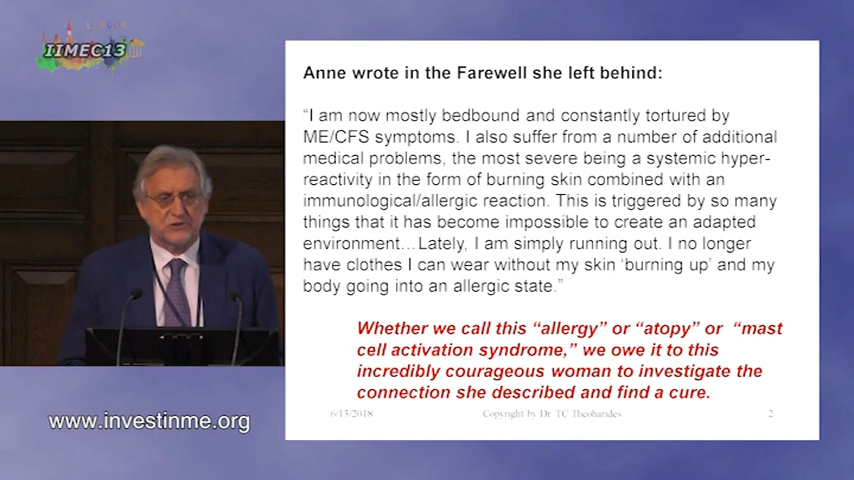 LONDON
IIMEC13
Anne wrote in the Farewell she left behind:
“I am now mostly bedbound and constantly tortured by
ME/CFS symptoms. I also suffer from a number of additional
medical problems, the most severe being a systemic hyper-
reactivity in the form of burning skin combined with an
immunological/allergic reaction. This is triggered by so many
things that it has become impossible to create an adapted
environment…Lately, I am simply running out. I no longer
have clothes I can wear without my skin ‘burning up’ and my
body going into an allergic state.”
Whether we call this “allergy” or “atopy” or “mast
cell activation syndrome,” we owe it to this
incredibly courageous woman to investigate the
connection she described and find a cure.
6/13/2018
Copyright by Dr. TC Theoharides
2
www.investinme.org